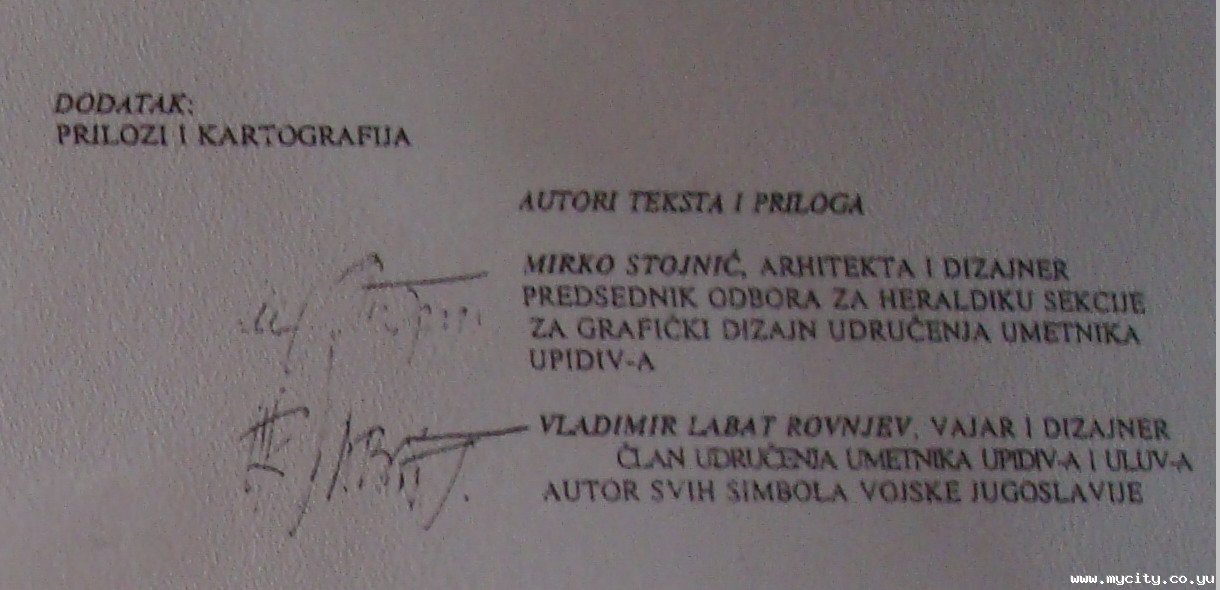 DODATAK:
PRILOZI I KARTOGRAFIJA
AUTORI TEKSTA I PRILOGA
MIRKO STOJNIĆ, ARHITEKTA I DIZAJNER
PREDSEDNIK ODBORA ZA HERALDIKU SEKCIJE
ZA GRAFIČKI DIZAJN UDRUČENJA UMETNIKA
UPIDIV-A
VLADIMIR LABAT ROVNJEV, VAJAR I DIZAJNER
ČLAN UDRUČENJA UMETNIKA UPIDIV-A I ULUV-A
AUTOR SVIH SIMBOLA VOJSKE JUGOSLAVIJE
www.mycity.co.yu